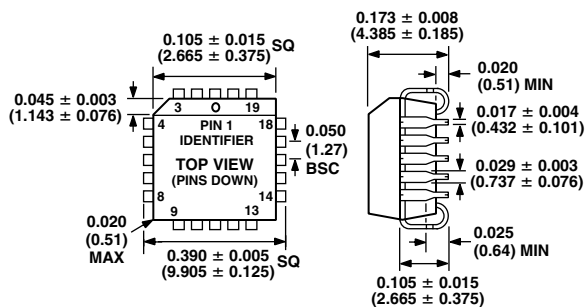 0.173 ± 0.008
(4.385 ± 0.185)
0.105 ± 0.015 SQ
(2.665 ± 0.375)
0.020
(0.51) MIN
0.045 ± 0.003
(1.143 ± 0.076)
3
19
4
PIN 1
IDENTIFIER
18
TOP VIEW
(PINS DOWN)
0.050
(1.27)
BSC
0.017 ± 0.004
(0.432 ± 0.101)
0.029 ± 0.003
(0.737 ± 0.076)
8
14
9
13
0.020
(0.51)
MAX
0.390 ± 0.005 SQ
(9.905 ± 0.125)
0.025
(0.64) MIN
0.105 ± 0.015
(2.665 ± 0.375)